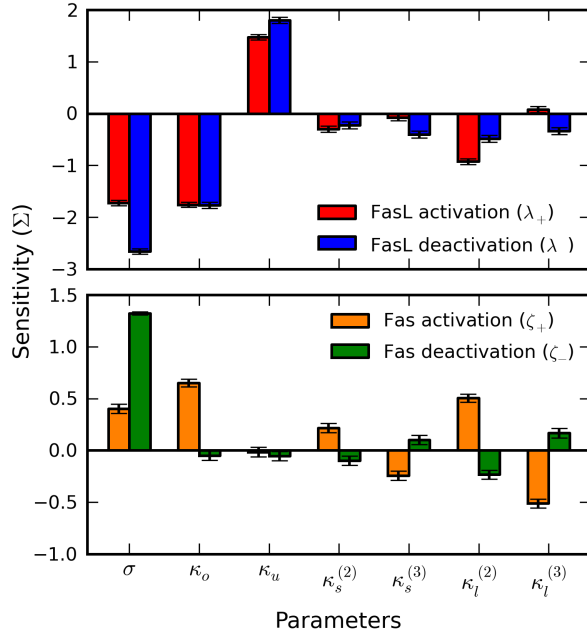 2
1
0
−1
−2
−3
FasL activation (λ₊)
FasL deactivation (λ )
Sensitivity (Σ)
1.5
1.0
0.5
0.0
−0.5
−1.0
Fas activation (ζ₊)
Fas deactivation (ζ₋)
σ κₒ κᵤ κₛ⁽²⁾ κₛ⁽³⁾ κₗ⁽²⁾ κₗ⁽³⁾
Parameters